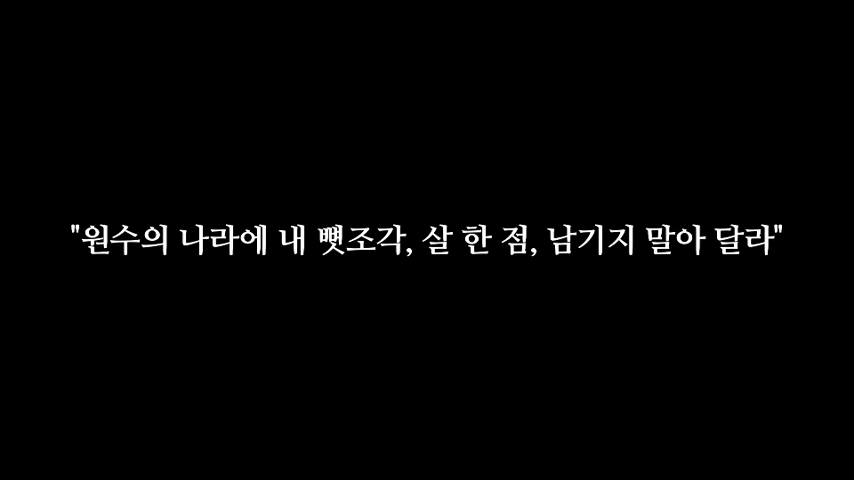 "원수의 나라에 내 뼛조각, 살 한 점, 남기지 말아 달라"